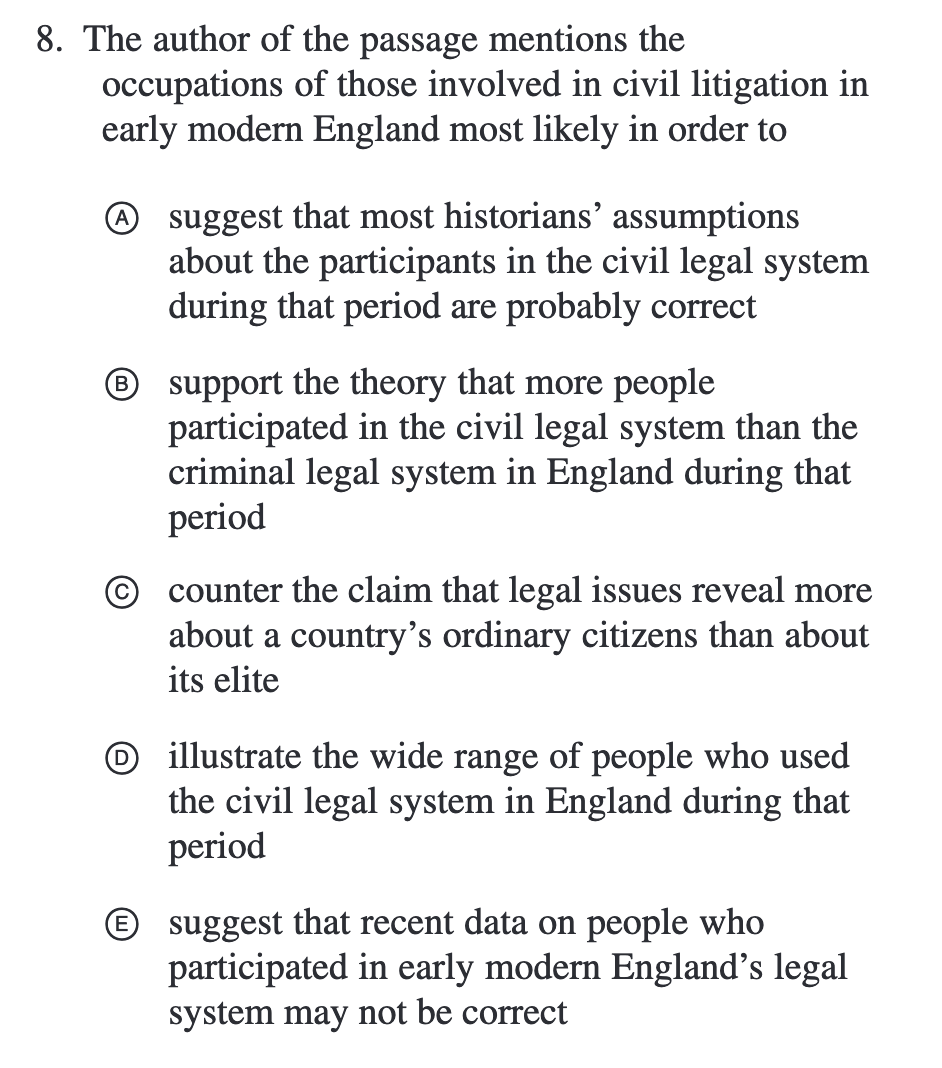 8. The author of the passage mentions the
occupations of those involved in civil litigation in
early modern England most likely in order to
Ⓐ suggest that most historians’ assumptions
about the participants in the civil legal system
during that period are probably correct
Ⓑ support the theory that more people
participated in the civil legal system than the
criminal legal system in England during that
period
Ⓒ counter the claim that legal issues reveal more
about a country’s ordinary citizens than about
its elite
Ⓓ illustrate the wide range of people who used
the civil legal system in England during that
period
Ⓔ suggest that recent data on people who
participated in early modern England’s legal
system may not be correct